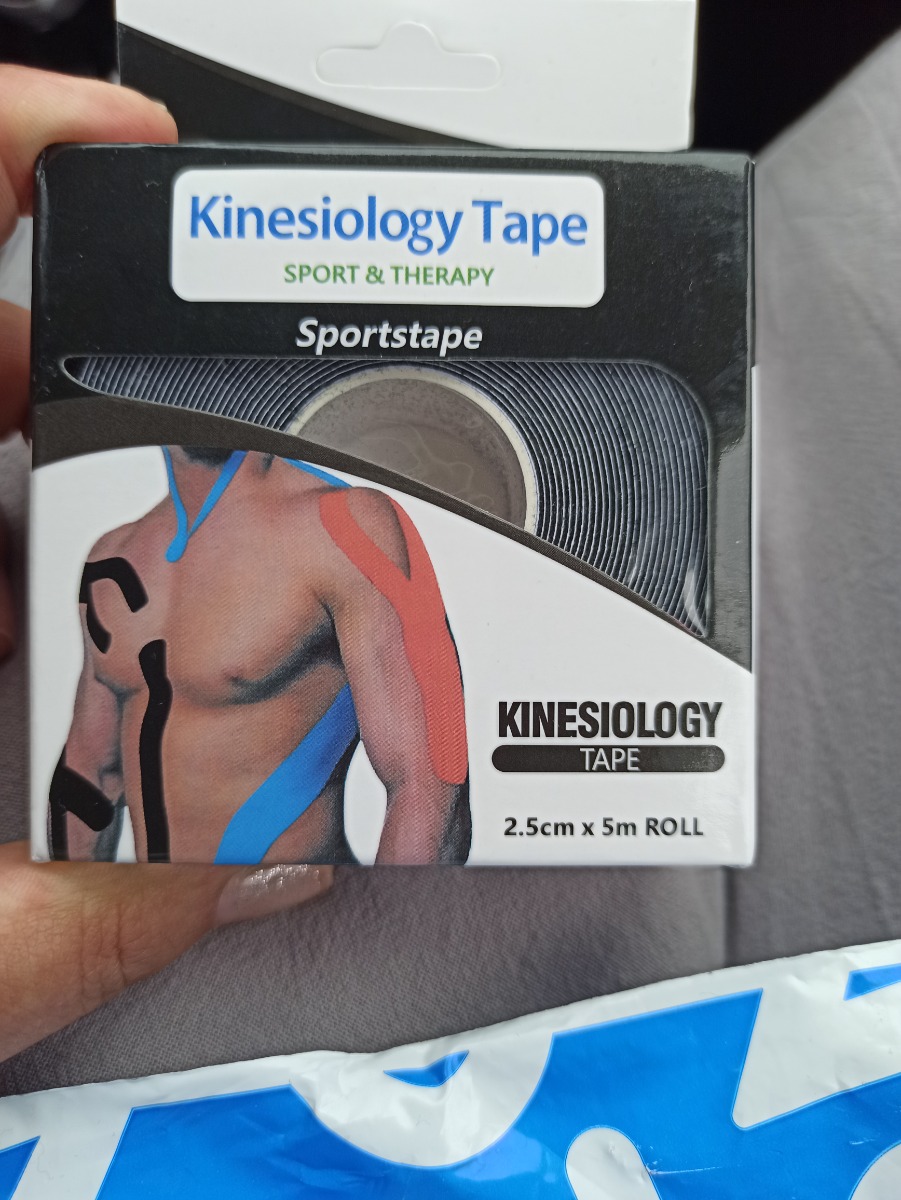 Kinesiology Tape
SPORT & THERAPY
Sportstape
KINESIOLOGY
TAPE
2.5cm x 5m ROLL